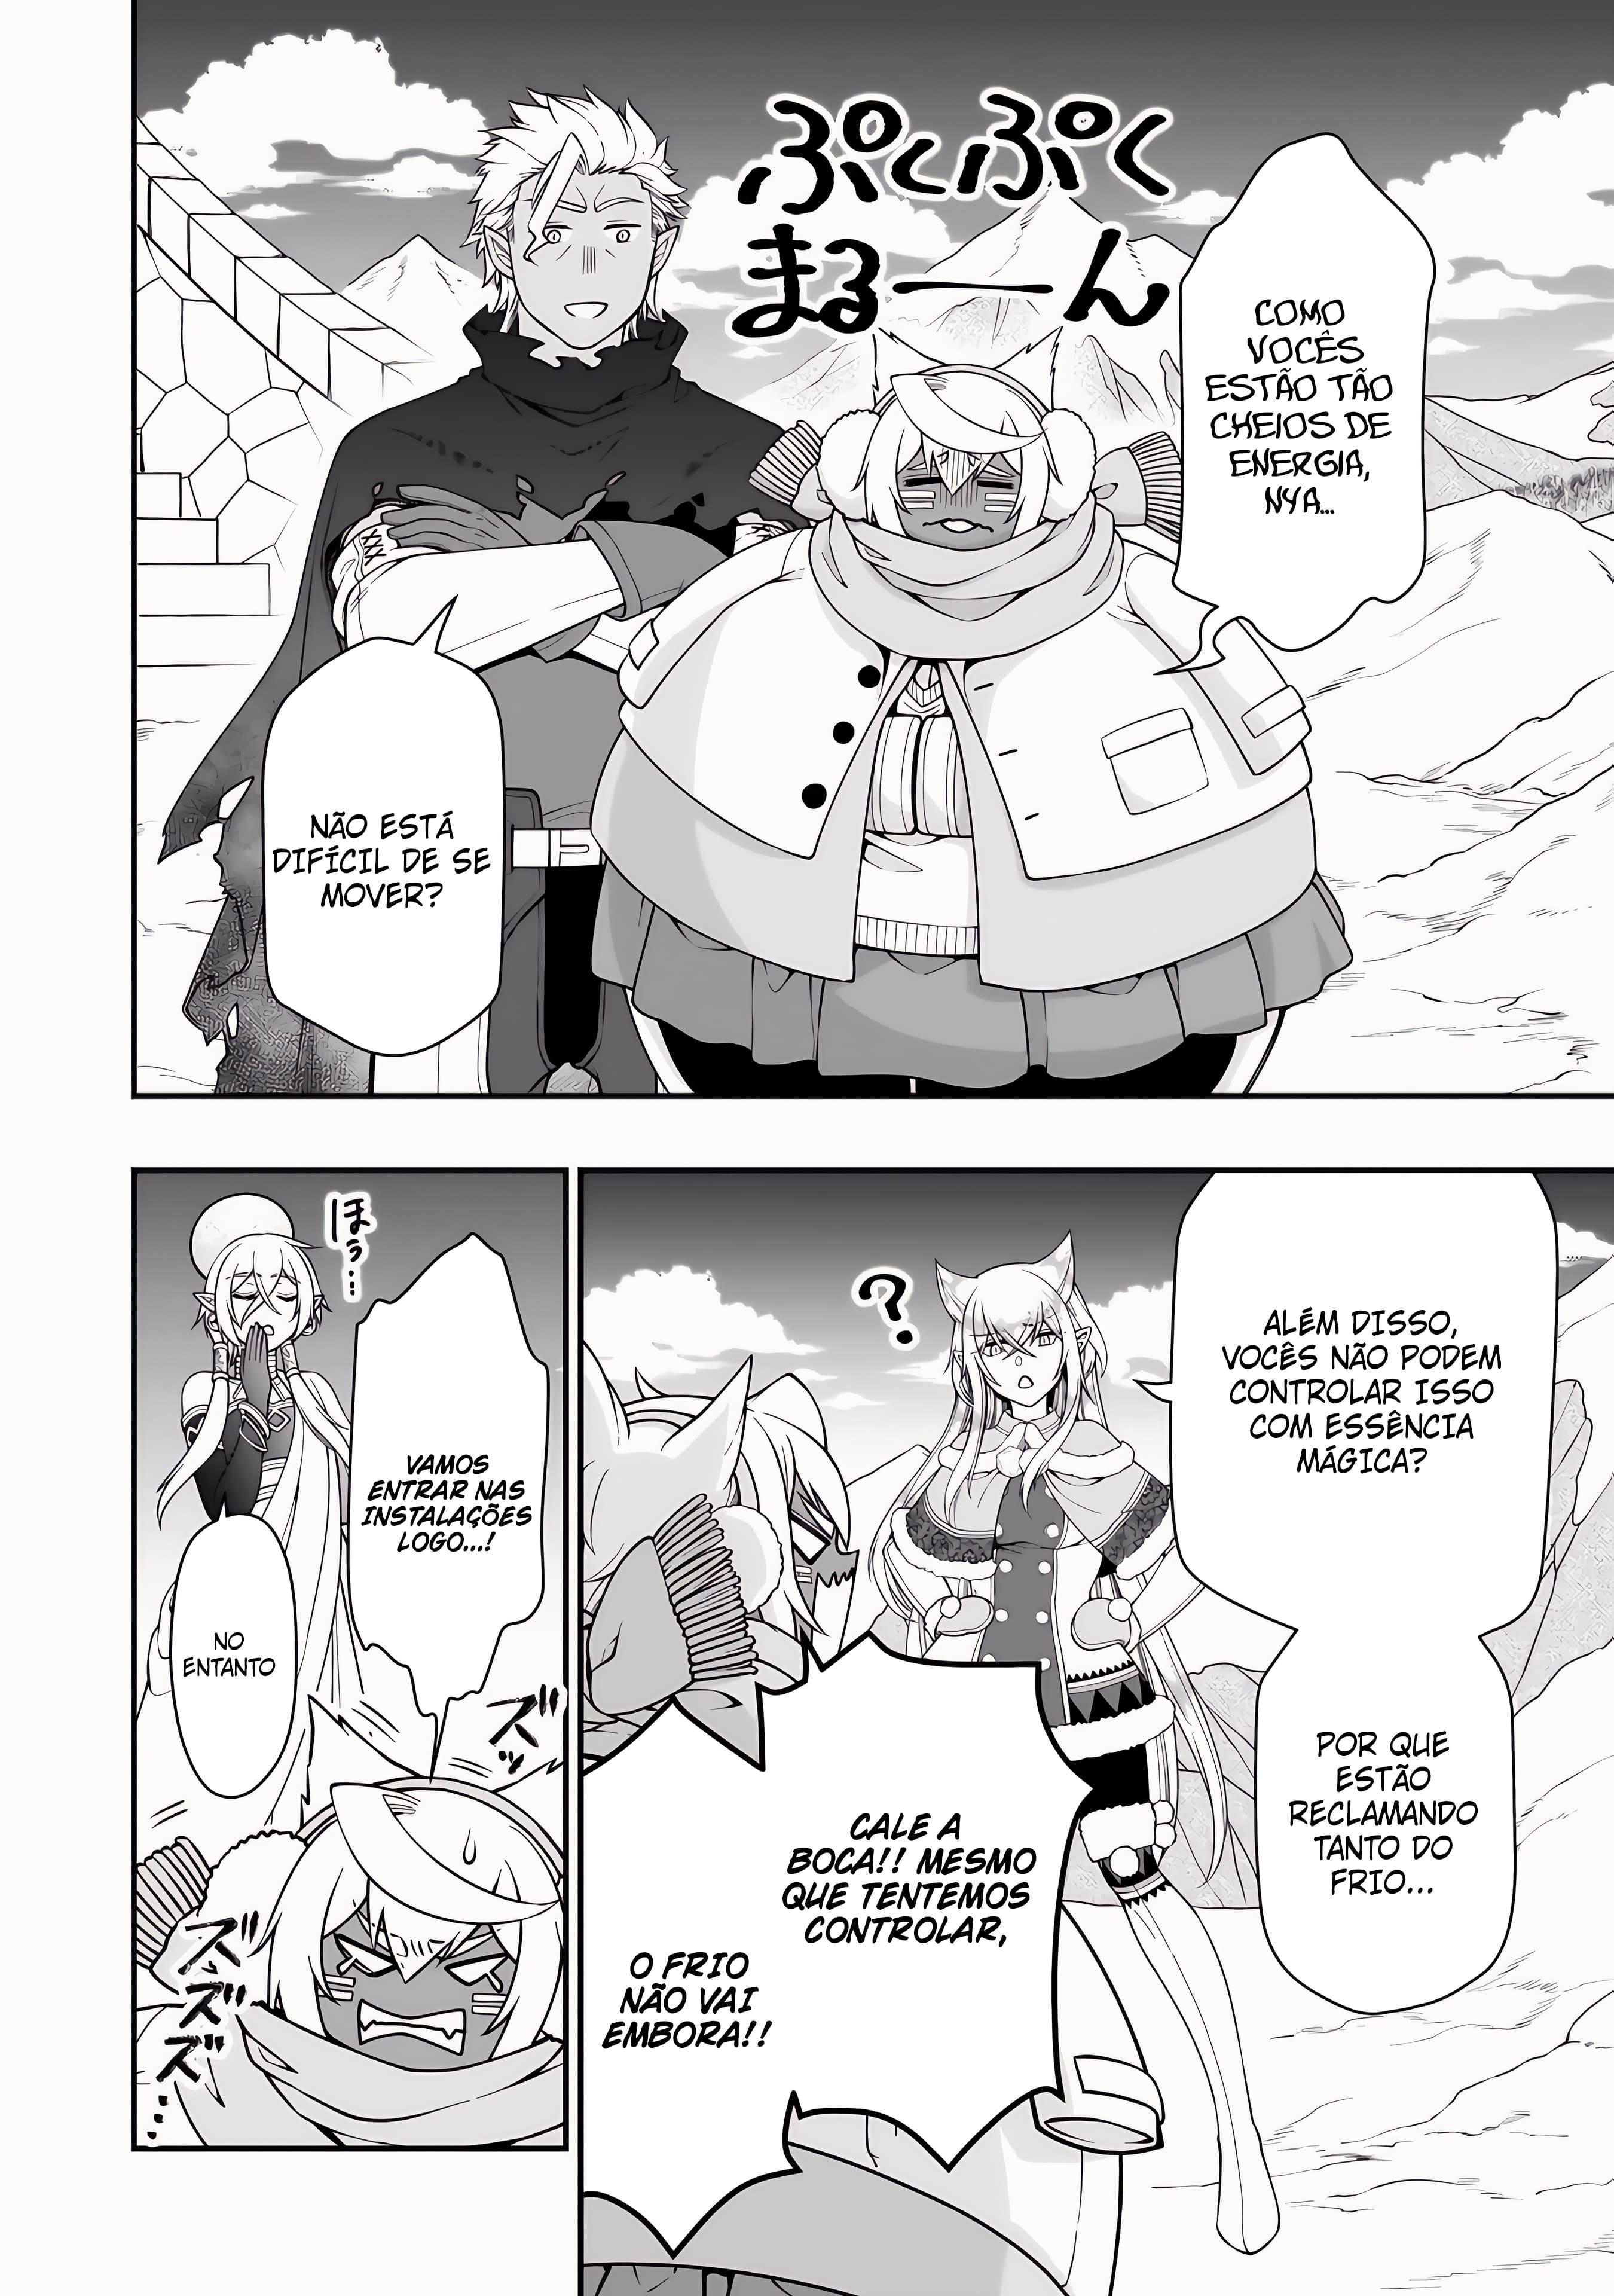 ぷくぷく
まるーん
COMO
VOCÊS
ESTÃO TÃO
CHEIOS DE
ENERGIA,
NYA...
NÃO ESTÁ
DIFÍCIL DE SE
MOVER?
ALÉM DISSO,
VOCÊS NÃO PODEM
CONTROLAR ISSO
COM ESSÊNCIA
MÁGICA?
?
POR QUE
ESTÃO
RECLAMANDO
TANTO DO
FRIO...
CALE A
BOCA!! MESMO
QUE TENTEMOS
CONTROLAR,
O FRIO
NÃO VAI
EMBORA!!
ほぅ…
VAMOS
ENTRAR NAS
INSTALAÇÕES
LOGO...!
NO
ENTANTO
ズッ
ズズズ…